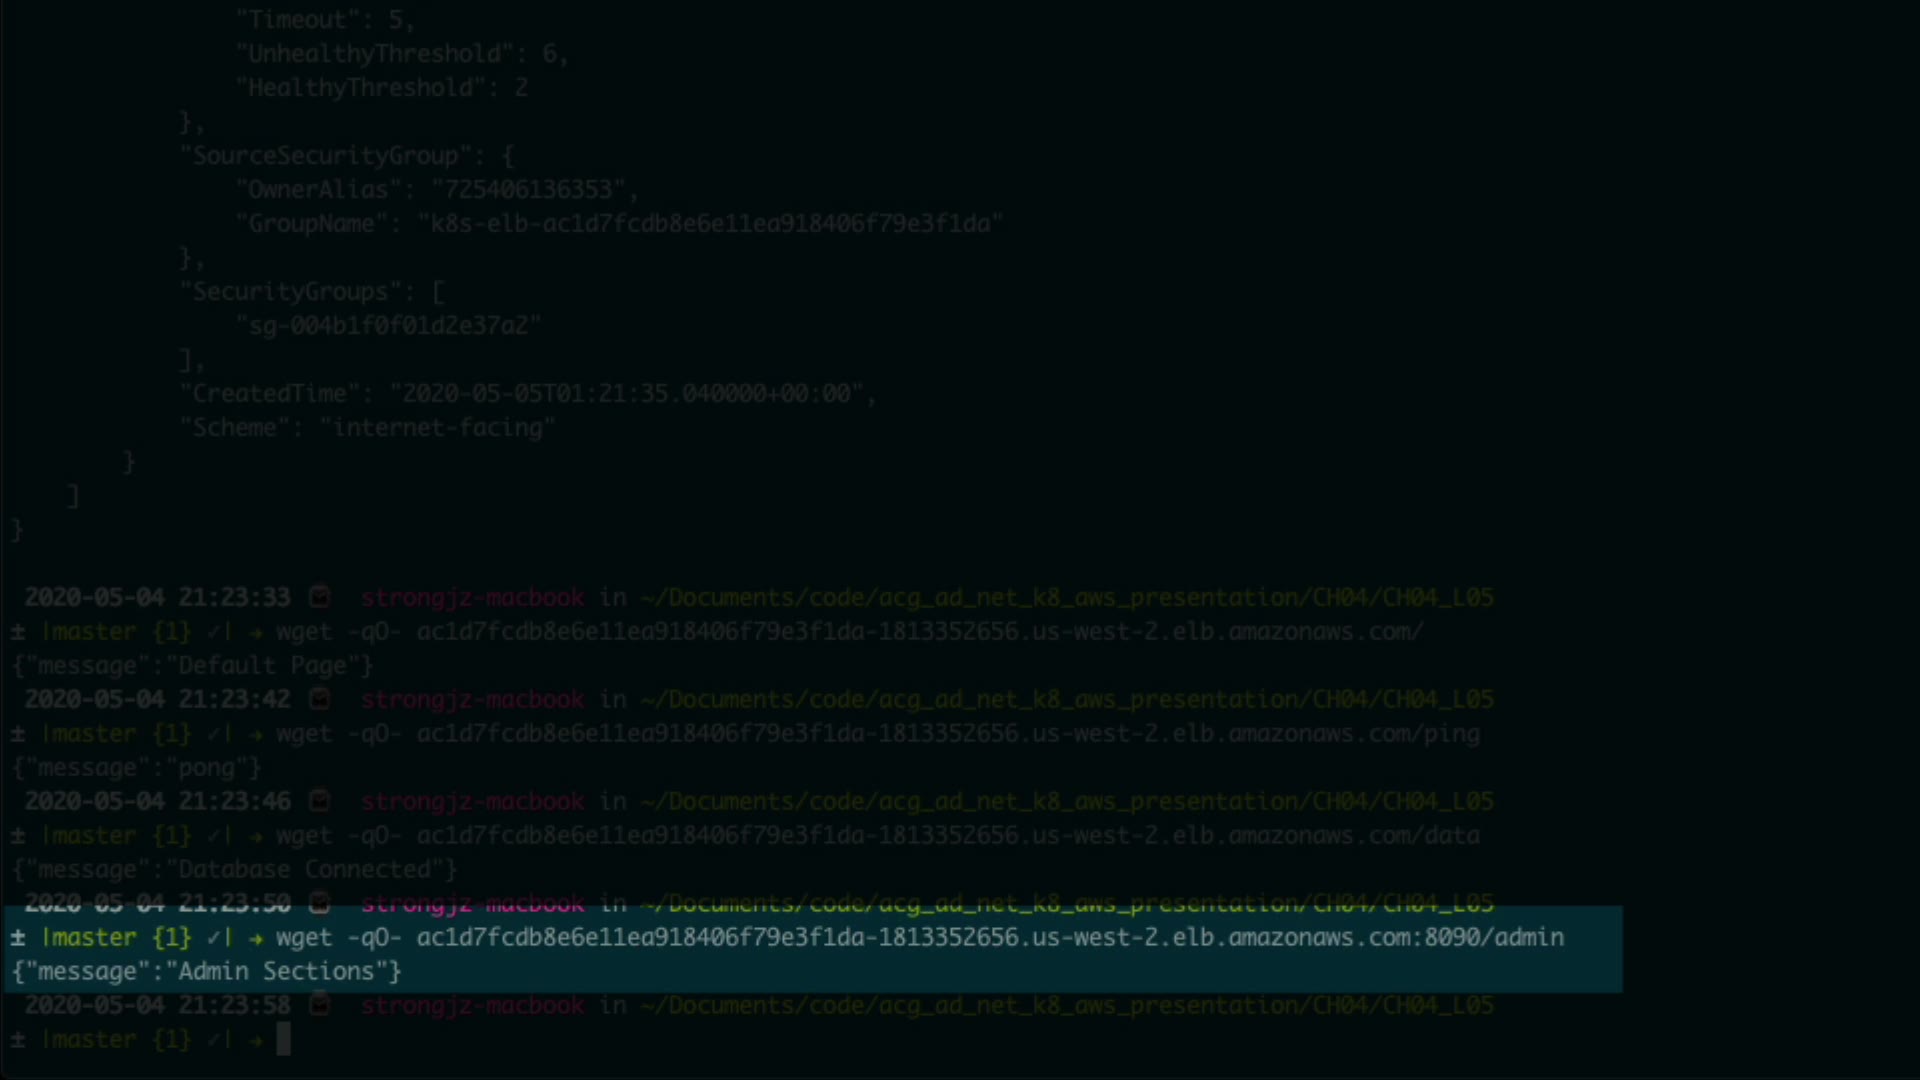 "Timeout": 5,
"UnhealthyThreshold": 6,
"HealthyThreshold": 2
},
"SourceSecurityGroup": {
"OwnerAlias": "725406136353",
"GroupName": "k8s-elb-ac1d7fcdb8e6e11ea918406f79e3f1da"
},
"SecurityGroups": [
"sg-004b1f0f01d2e37a2"
],
"CreatedTime": "2020-05-05T01:21:35.040000+00:00",
"Scheme": "internet-facing"
}
]
}
2020-05-04 21:23:33 strongjz-macbook in ~/Documents/code/acg_ad_net_k8_aws_presentation/CH04/CH04_L05
± |master {1} ✓| → wget -qO- ac1d7fcdb8e6e11ea918406f79e3f1da-1813352656.us-west-2.elb.amazonaws.com/
{"message":"Default Page"}
2020-05-04 21:23:42 strongjz-macbook in ~/Documents/code/acg_ad_net_k8_aws_presentation/CH04/CH04_L05
± |master {1} ✓| → wget -qO- ac1d7fcdb8e6e11ea918406f79e3f1da-1813352656.us-west-2.elb.amazonaws.com/ping
{"message":"pong"}
2020-05-04 21:23:46 strongjz-macbook in ~/Documents/code/acg_ad_net_k8_aws_presentation/CH04/CH04_L05
± |master {1} ✓| → wget -qO- ac1d7fcdb8e6e11ea918406f79e3f1da-1813352656.us-west-2.elb.amazonaws.com/data
{"message":"Database Connected"}
2020-05-04 21:23:50 strongjz-macbook in ~/Documents/code/acg_ad_net_k8_aws_presentation/CH04/CH04_L05
± |master {1} ✓| → wget -qO- ac1d7fcdb8e6e11ea918406f79e3f1da-1813352656.us-west-2.elb.amazonaws.com:8090/admin
{"message":"Admin Sections"}
2020-05-04 21:23:58 strongjz-macbook in ~/Documents/code/acg_ad_net_k8_aws_presentation/CH04/CH04_L05
± |master {1} ✓| →